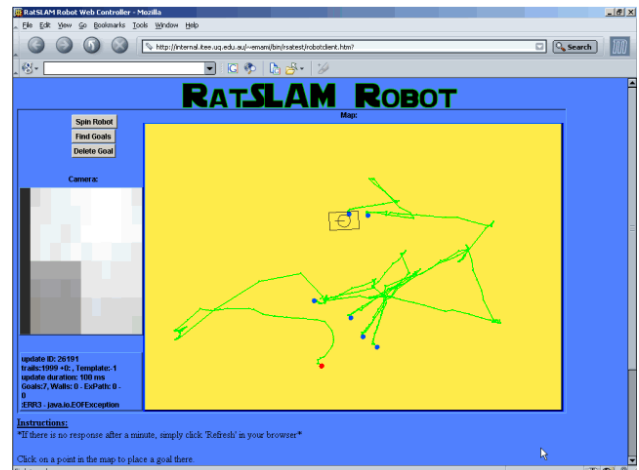 RatSLAM Robot Web Controller - Mozilla
File Edit View Go Bookmarks Tools Window Help
http://internal.itee.uq.edu.au/~emami/bin/rsatest/robotclient.htm?
Search
RATSLAM ROBOT
Map:
Spin Robot
Find Goals
Delete Goal
Camera:
update ID: 26191
trails:1999 +0: , Template:-1
update duration: 100 ms
Goals:7, Walls: 0 - ExPath: 0 -
0
:ERR3 - java.io.EOFException
Instructions:
*If there is no response after a minute, simply click 'Refresh' in your browser*
Click on a point in the map to place a goal there.